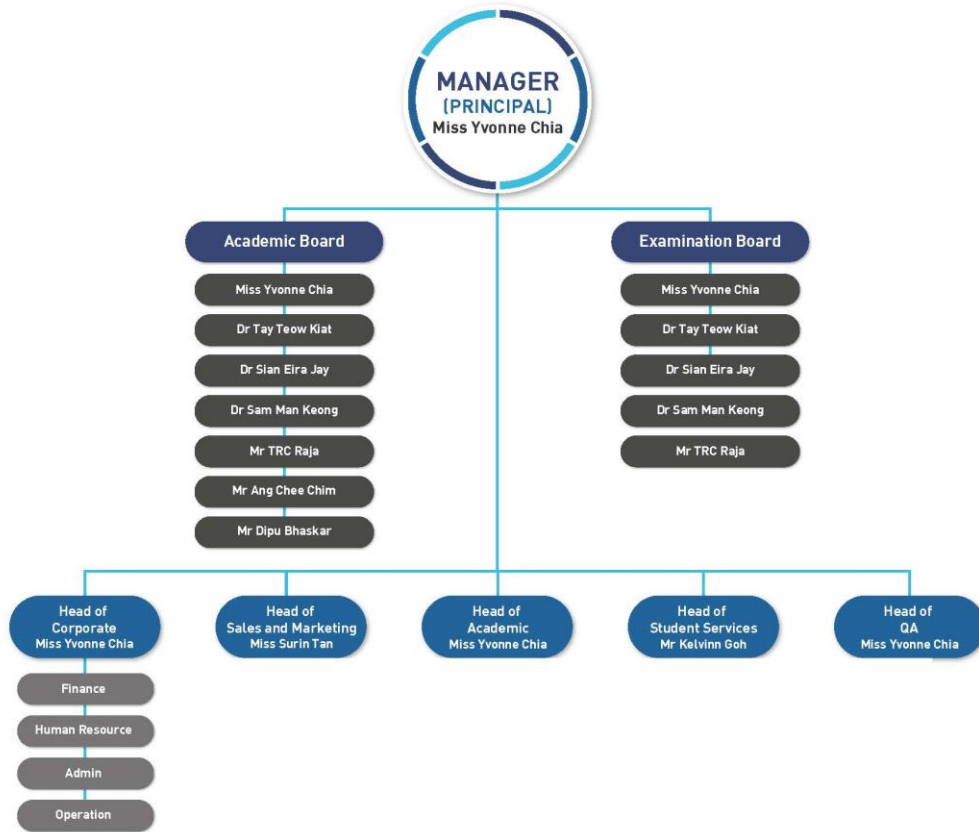 MANAGER
(PRINCIPAL)
Miss Yvonne Chia
Academic Board
Miss Yvonne Chia
Dr Tay Teow Kiat
Dr Sian Eira Jay
Dr Sam Man Keong
Mr TRC Raja
Mr Ang Chee Chim
Mr Dipu Bhaskar
Examination Board
Miss Yvonne Chia
Dr Tay Teow Kiat
Dr Sian Eira Jay
Dr Sam Man Keong
Mr TRC Raja
Head of
Corporate
Miss Yvonne Chia
Finance
Human Resource
Admin
Operation
Head of
Sales and Marketing
Miss Surin Tan
Head of
Academic
Miss Yvonne Chia
Head of
Student Services
Mr Kelvinn Goh
Head of
QA
Miss Yvonne Chia